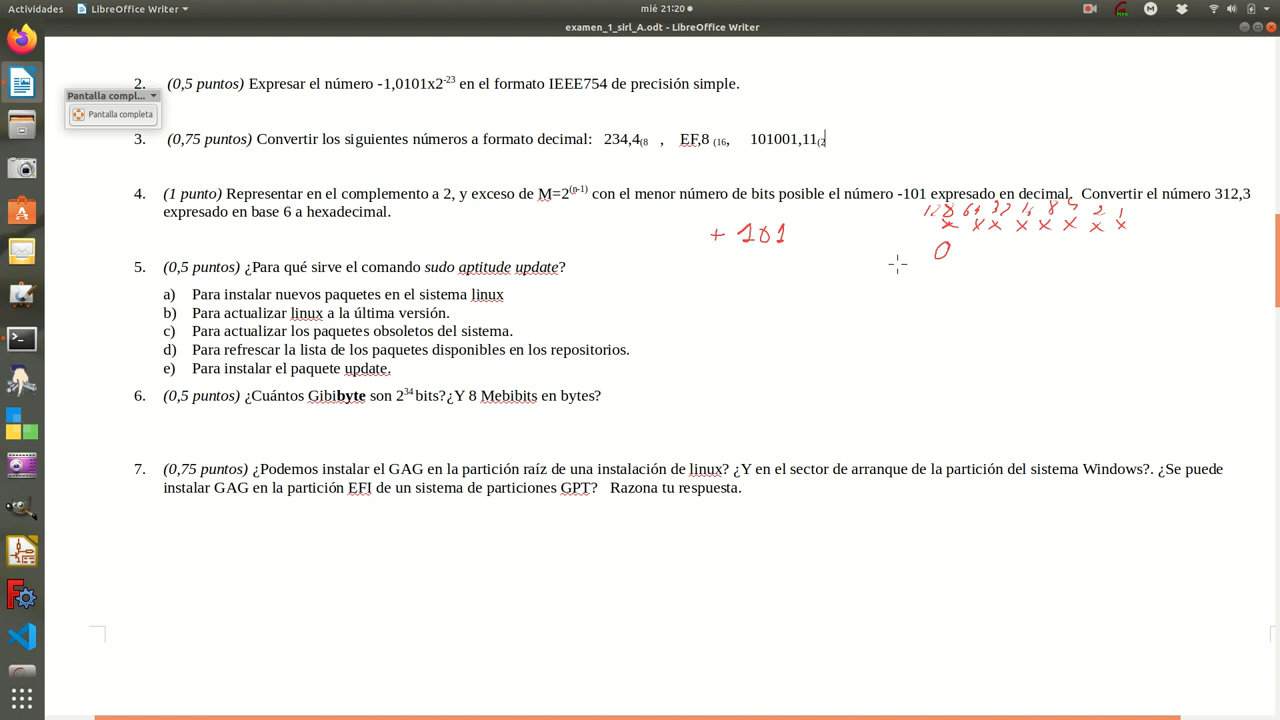 Actividades LibreOffice Writer mié 21:20
examen_1_sirl_A.odt - LibreOffice Writer
2. (0,5 puntos) Expresar el número -1,0101x2-23 en el formato IEEE754 de precisión simple.
Pantalla compl...
Pantalla completa
3. (0,75 puntos) Convertir los siguientes números a formato decimal: 234,4(8 , EF,8 (16, 101001,11(2
4. (1 punto) Representar en el complemento a 2, y exceso de M=2(n-1) con el menor número de bits posible el número -101 expresado en decimal. Convertir el número 312,3
expresado en base 6 a hexadecimal.
128 64 32 16 8 4 2 1
x x x x x x x x
+ 101
0
5. (0,5 puntos) ¿Para qué sirve el comando sudo aptitude update?
a) Para instalar nuevos paquetes en el sistema linux
b) Para actualizar linux a la última versión.
c) Para actualizar los paquetes obsoletos del sistema.
d) Para refrescar la lista de los paquetes disponibles en los repositorios.
e) Para instalar el paquete update.
6. (0,5 puntos) ¿Cuántos Gibibyte son 234 bits?¿Y 8 Mebibits en bytes?
7. (0,75 puntos) ¿Podemos instalar el GAG en la partición raíz de una instalación de linux? ¿Y en el sector de arranque de la partición del sistema Windows?. ¿Se puede
instalar GAG en la partición EFI de un sistema de particiones GPT? Razona tu respuesta.